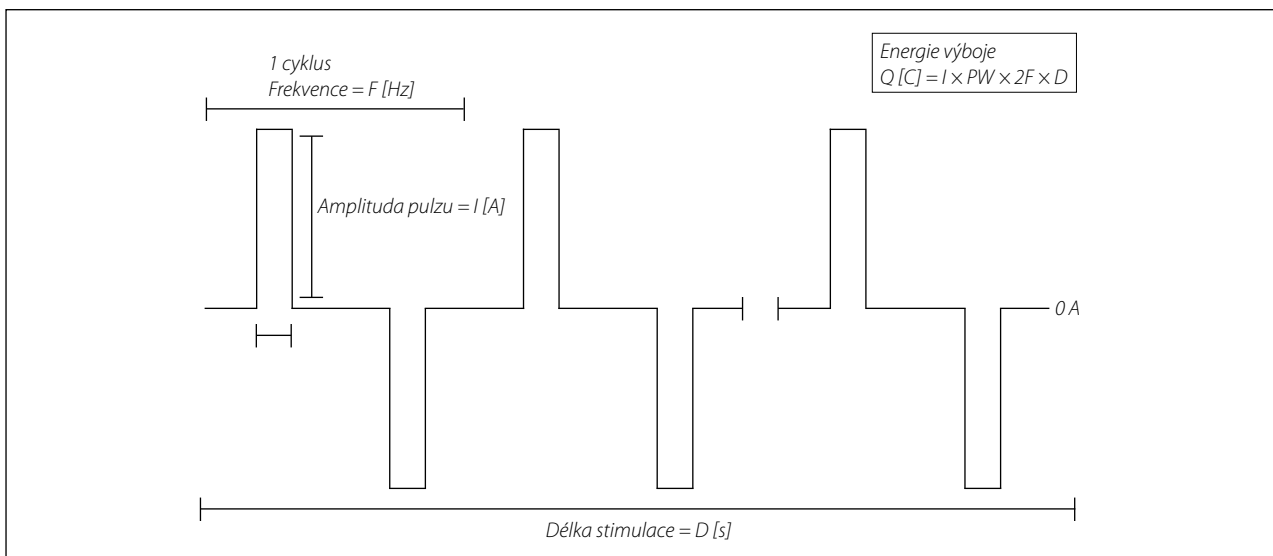 1 cyklus
Frekvence = F [Hz]
Energie výboje
Q [C] = I × PW × 2F × D
Amplituda pulzu = I [A]
0 A
Délka stimulace = D [s]